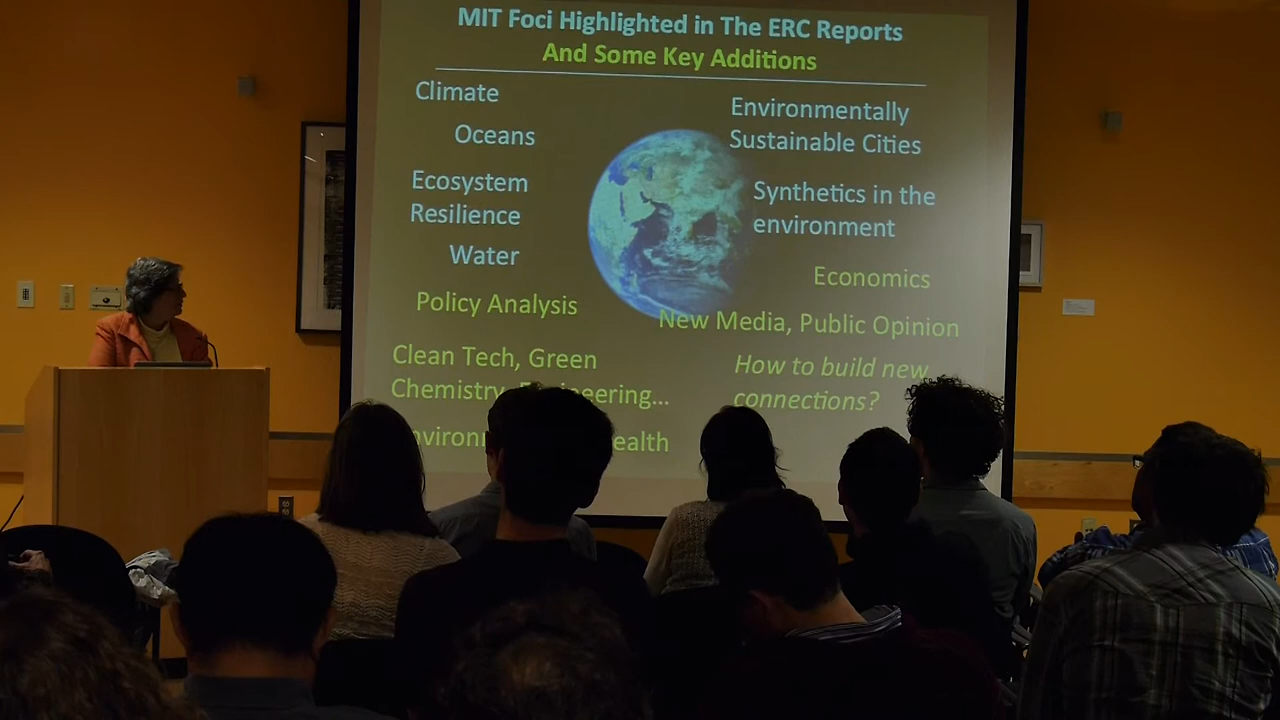 MIT Foci Highlighted in The ERC Reports
And Some Key Additions
Climate
Oceans
Ecosystem
Resilience
Water
Policy Analysis
Clean Tech, Green
Chemistry,
Environmentally
Sustainable Cities
Synthetics in the
environment
Economics
New Media, Public Opinion
How to build new
connections?